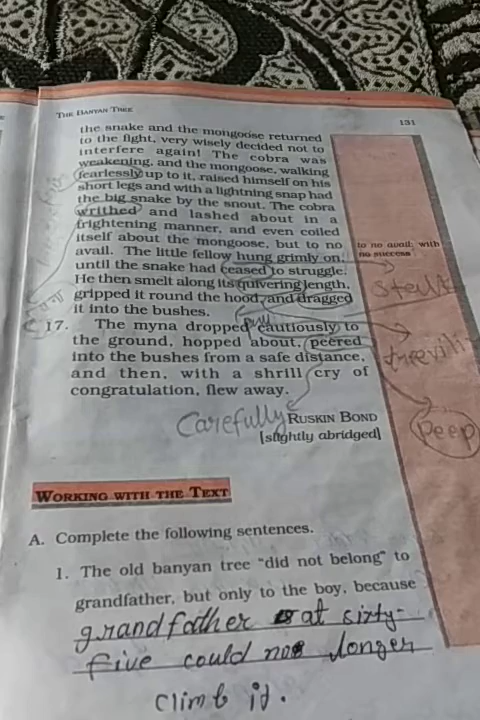 THE BANYAN TREE
131
the snake and the mongoose returned
to the fight, very wisely decided not to
interfere again! The cobra was
weakening, and the mongoose, walking
fearlessly up to it, raised himself on his
short legs and with a lightning snap had
the big snake by the snout. The cobra
writhed and lashed about in a
frightening manner, and even coiled
itself about the mongoose, but to no
avail. The little fellow hung grimly on,
until the snake had ceased to struggle.
He then smelt along its quivering length,
gripped it round the hood, and dragged
it into the bushes.
to no avail: with
no success
17. The myna dropped cautiously to
the ground, hopped about, peered
into the bushes from a safe distance,
and then, with a shrill cry of
congratulation, flew away.
Carefully
Peep
RUSKIN BOND
[slightly abridged]
WORKING WITH THE TEXT
A. Complete the following sentences.
1. The old banyan tree “did not belong” to
grandfather, but only to the boy, because
grandfather at sixty-
five could no longer
climb it.